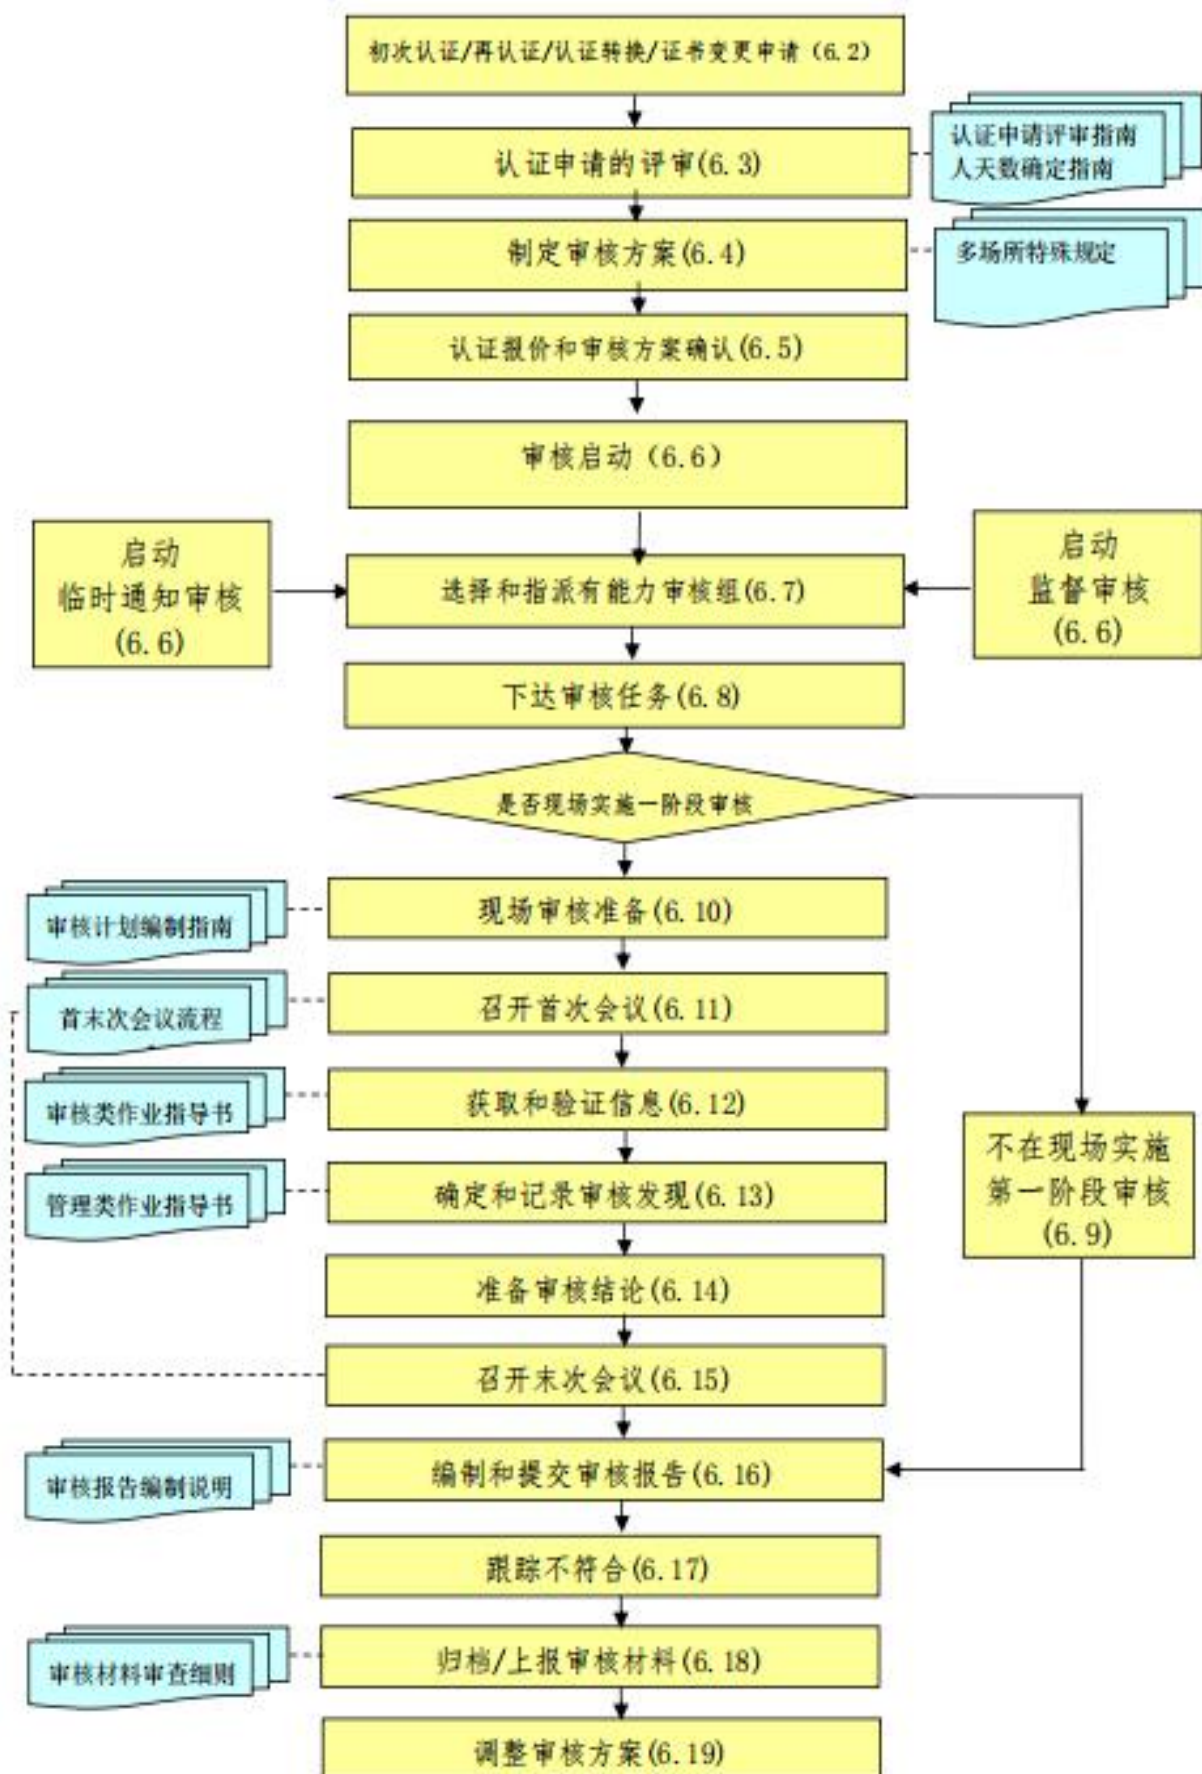 初次认证/再认证/认证转换/证书变更申请（6.2）
认证申请的评审(6.3)
认证申请评审指南
人天数确定指南
制定审核方案(6.4)
多场所特殊规定
认证报价和审核方案确认(6.5)
审核启动（6.6）
启动
临时通知审核
(6.6)
选择和指派有能力审核组(6.7)
启动
监督审核
(6.6)
下达审核任务(6.8)
是否现场实施一阶段审核
审核计划编制指南
现场审核准备(6.10)
首末次会议流程
召开首次会议(6.11)
审核类作业指导书
获取和验证信息(6.12)
不在现场实施
第一阶段审核
(6.9)
管理类作业指导书
确定和记录审核发现(6.13)
准备审核结论(6.14)
召开末次会议(6.15)
审核报告编制说明
编制和提交审核报告(6.16)
跟踪不符合(6.17)
审核材料审查细则
归档/上报审核材料(6.18)
调整审核方案(6.19)